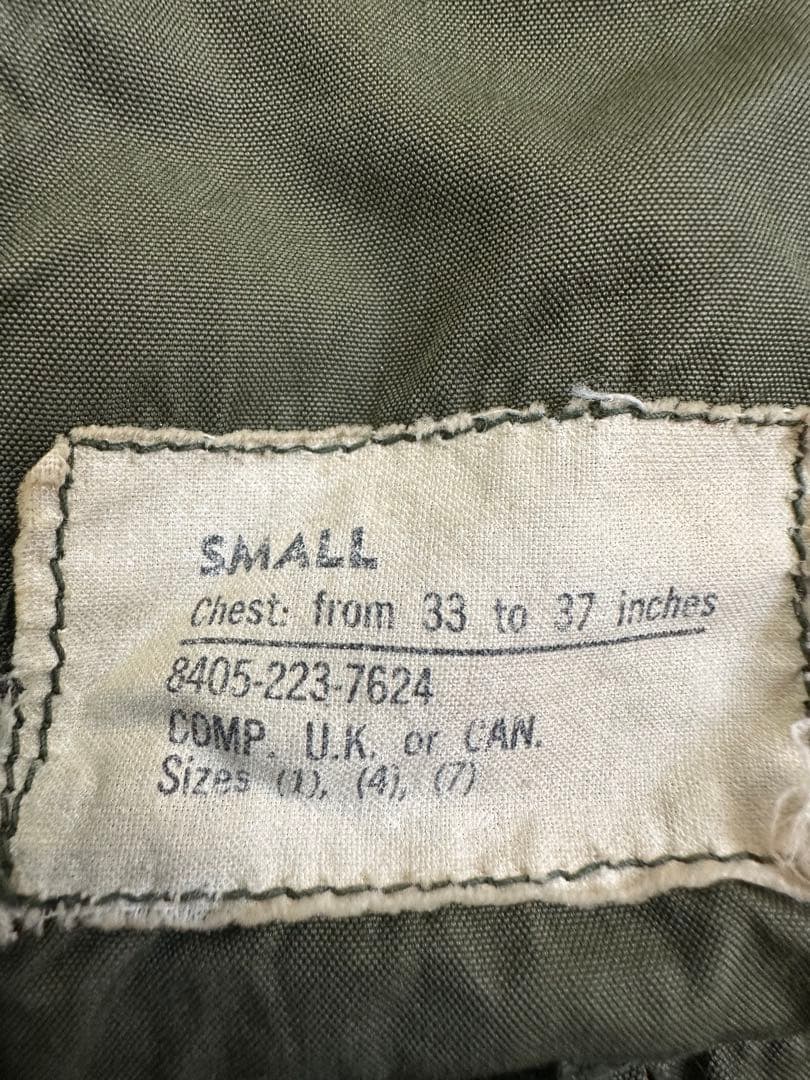 SMALL
Chest: from 33 to 37 inches
8405-223-7624
COMP. U.K. or CAN.
Sizes (1), (4), (7)